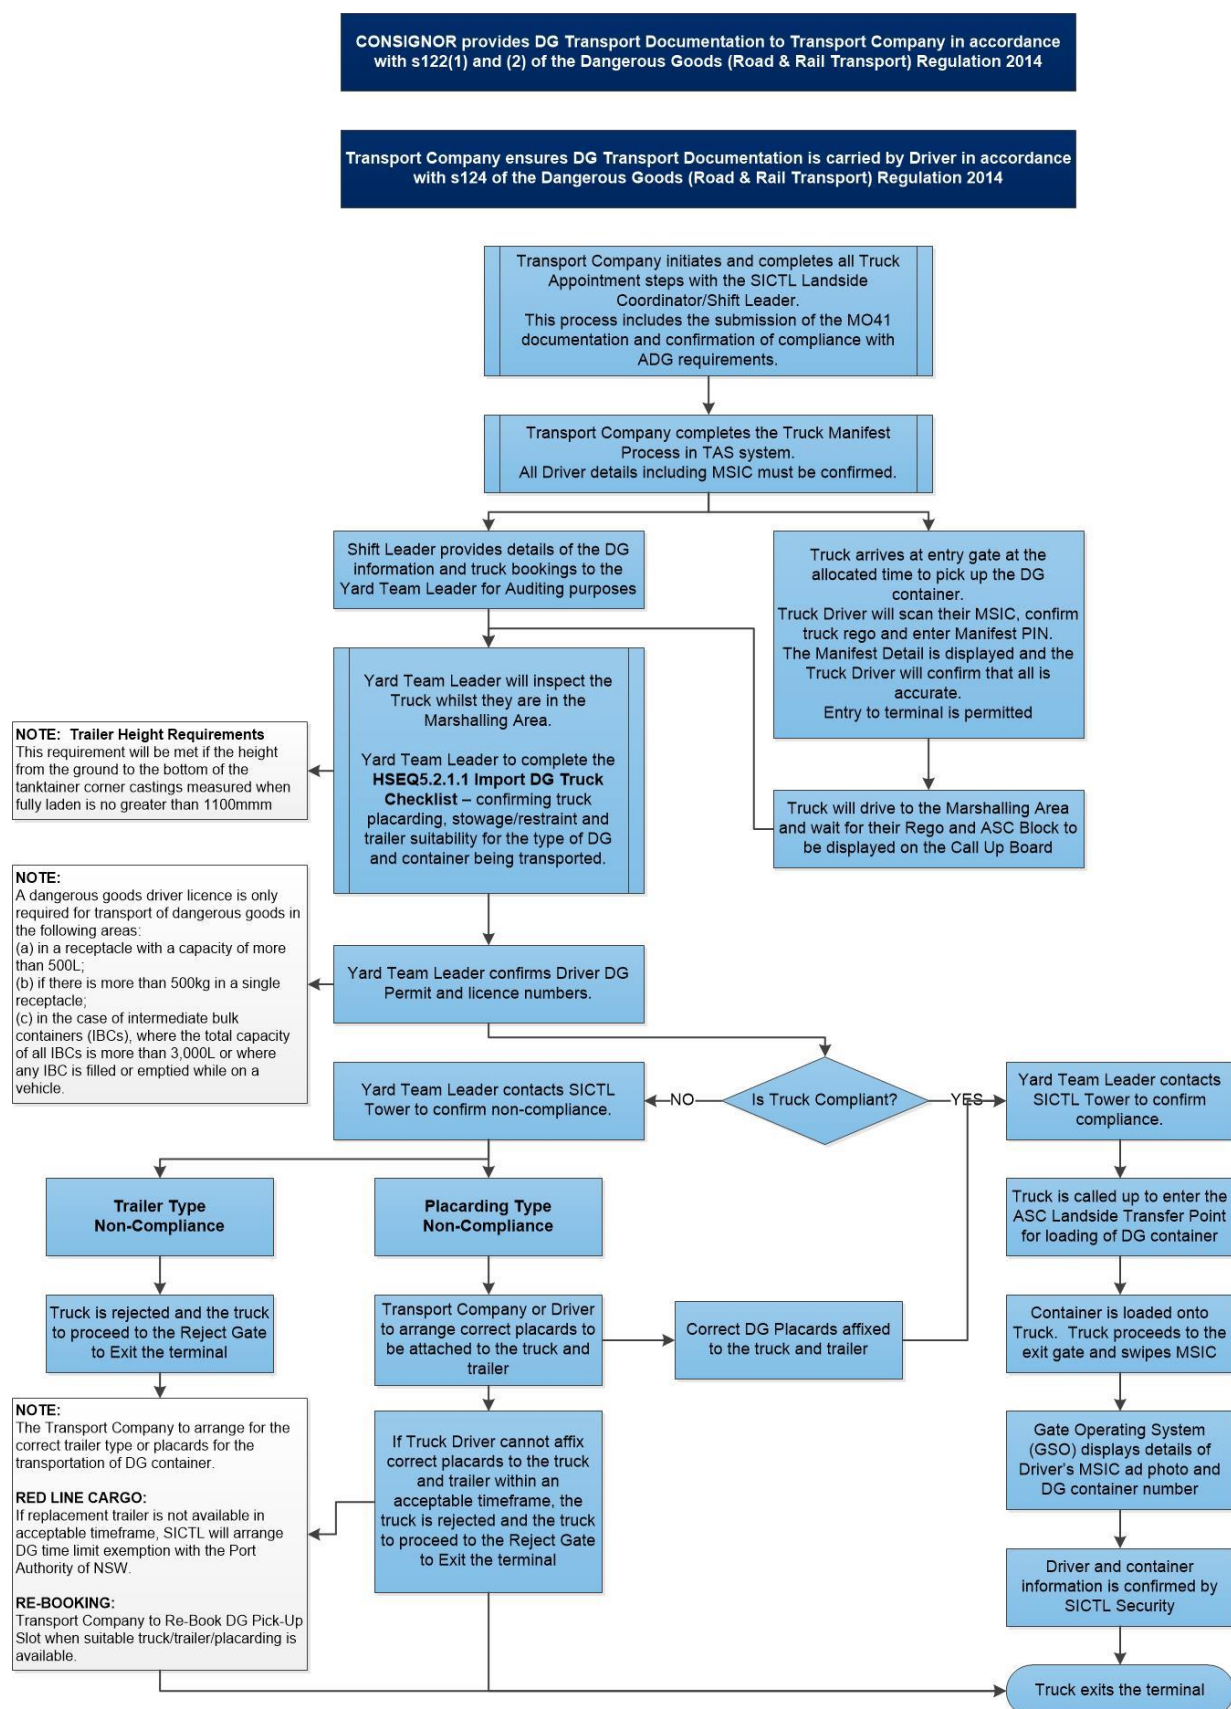 CONSIGNOR provides DG Transport Documentation to Transport Company in accordance
with s122(1) and (2) of the Dangerous Goods (Road & Rail Transport) Regulation 2014
Transport Company ensures DG Transport Documentation is carried by Driver in accordance
with s124 of the Dangerous Goods (Road & Rail Transport) Regulation 2014
Transport Company initiates and completes all Truck
Appointment steps with the SICTL Landside
Coordinator/Shift Leader.
This process includes the submission of the MO41
documentation and confirmation of compliance with
ADG requirements.
Transport Company completes the Truck Manifest
Process in TAS system.
All Driver details including MSIC must be confirmed.
Shift Leader provides details of the DG
information and truck bookings to the
Yard Team Leader for Auditing purposes
Truck arrives at entry gate at the
allocated time to pick up the DG
container.
Truck Driver will scan their MSIC, confirm
truck rego and enter Manifest PIN.
The Manifest Detail is displayed and the
Truck Driver will confirm that all is
accurate.
Entry to terminal is permitted
Yard Team Leader will inspect the
Truck whilst they are in the
Marshalling Area.
Yard Team Leader to complete the
HSEQ5.2.1.1 Import DG Truck
Checklist – confirming truck
placarding, stowage/restraint and
trailer suitability for the type of DG
and container being transported.
NOTE: Trailer Height Requirements
This requirement will be met if the height
from the ground to the bottom of the
tanktainer corner castings measured when
fully laden is no greater than 1100mmm
Truck will drive to the Marshalling Area
and wait for their Rego and ASC Block to
be displayed on the Call Up Board
NOTE:
A dangerous goods driver licence is only
required for transport of dangerous goods in
the following areas:
(a) in a receptacle with a capacity of more
than 500L;
(b) if there is more than 500kg in a single
receptacle;
(c) in the case of intermediate bulk
containers (IBCs), where the total capacity
of all IBCs is more than 3,000L or where
any IBC is filled or emptied while on a
vehicle.
Yard Team Leader confirms Driver DG
Permit and licence numbers.
Yard Team Leader contacts SICTL
Tower to confirm non-compliance.
NO
Is Truck Compliant?
YES
Yard Team Leader contacts
SICTL Tower to confirm
compliance.
Trailer Type
Non-Compliance
Placarding Type
Non-Compliance
Truck is called up to enter the
ASC Landside Transfer Point
for loading of DG container
Truck is rejected and the truck
to proceed to the Reject Gate
to Exit the terminal
Transport Company or Driver
to arrange correct placards to
be attached to the truck and
trailer
Correct DG Placards affixed
to the truck and trailer
Container is loaded onto
Truck. Truck proceeds to the
exit gate and swipes MSIC
NOTE:
The Transport Company to arrange for the
correct trailer type or placards for the
transportation of DG container.
RED LINE CARGO:
If replacement trailer is not available in
acceptable timeframe, SICTL will arrange
DG time limit exemption with the Port
Authority of NSW.
RE-BOOKING:
Transport Company to Re-Book DG Pick-Up
Slot when suitable truck/trailer/placarding is
available.
If Truck Driver cannot affix
correct placards to the truck
and trailer within an
acceptable timeframe, the
truck is rejected and the truck
to proceed to the Reject Gate
to Exit the terminal
Gate Operating System
(GSO) displays details of
Driver's MSIC ad photo and
DG container number
Driver and container
information is confirmed by
SICTL Security
Truck exits the terminal